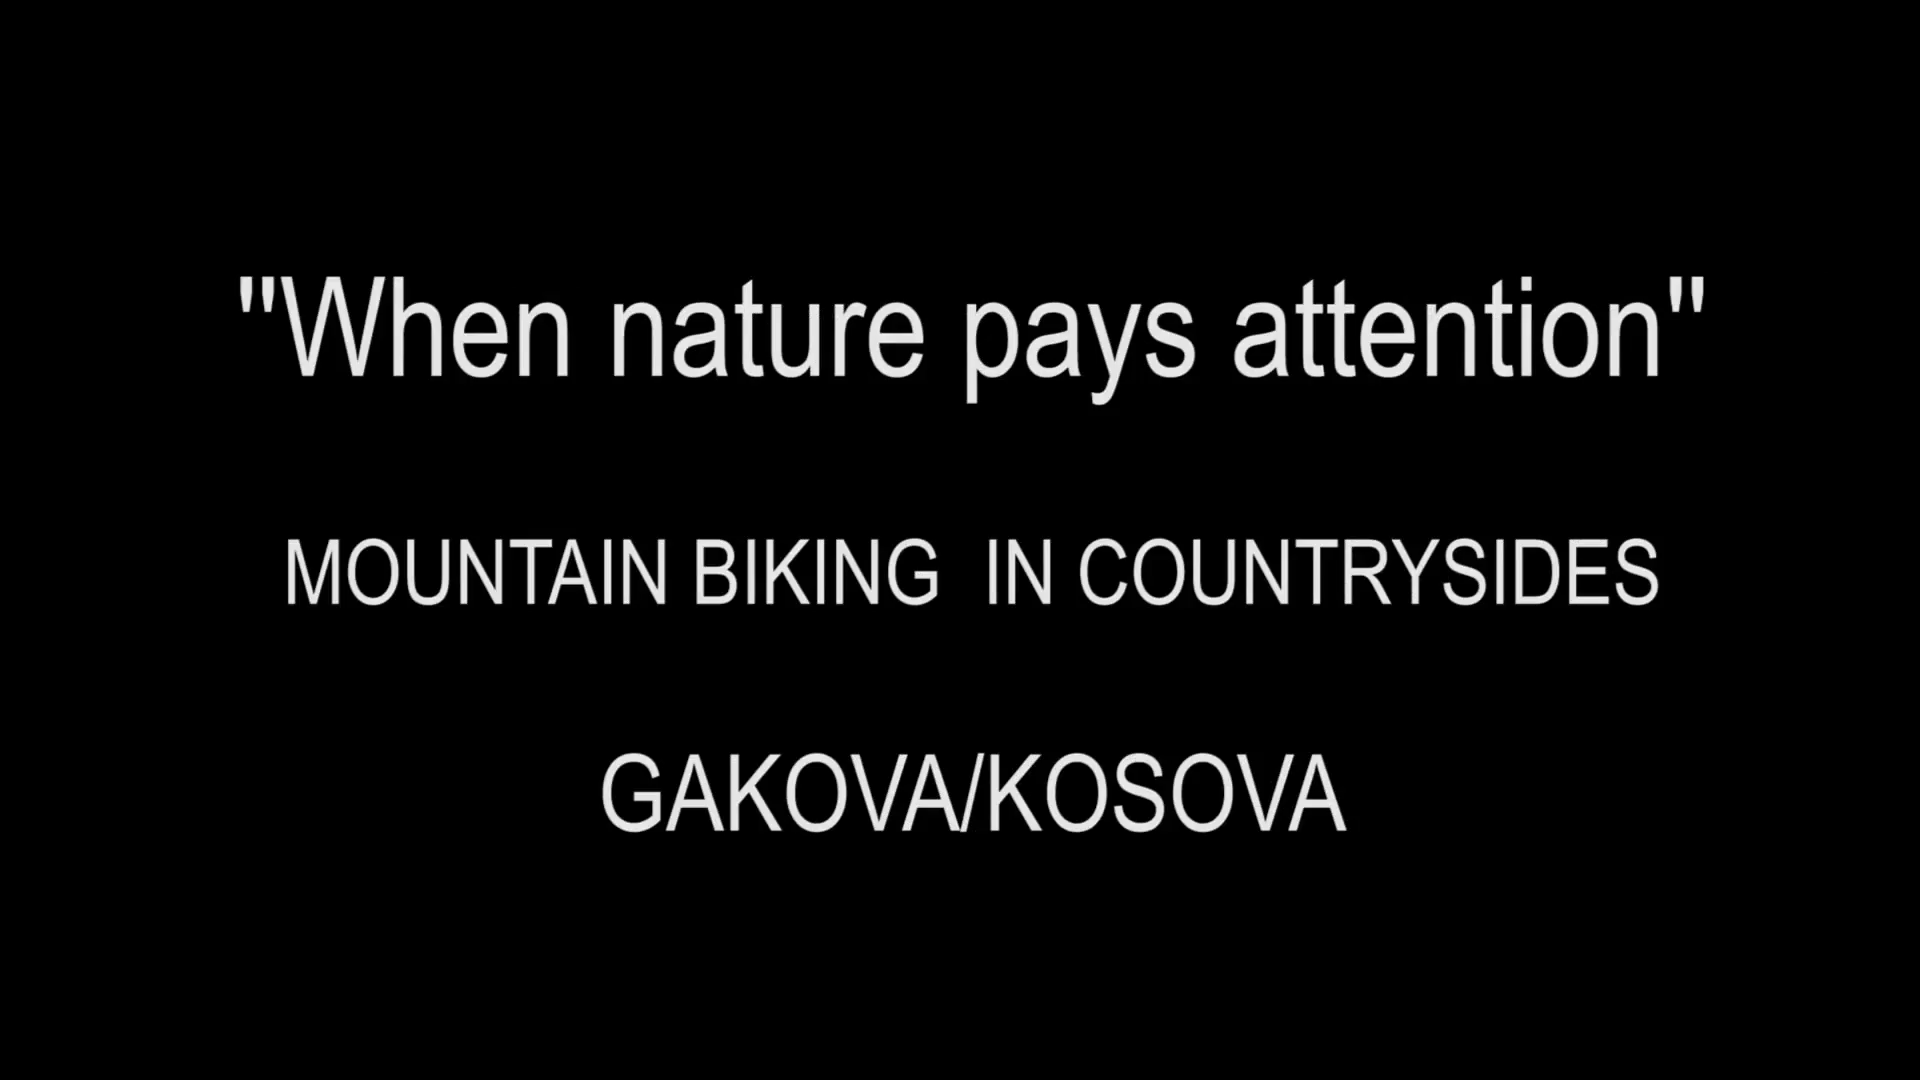 "When nature pays attention"
MOUNTAIN BIKING  IN COUNTRYSIDES
GAKOVA/KOSOVA